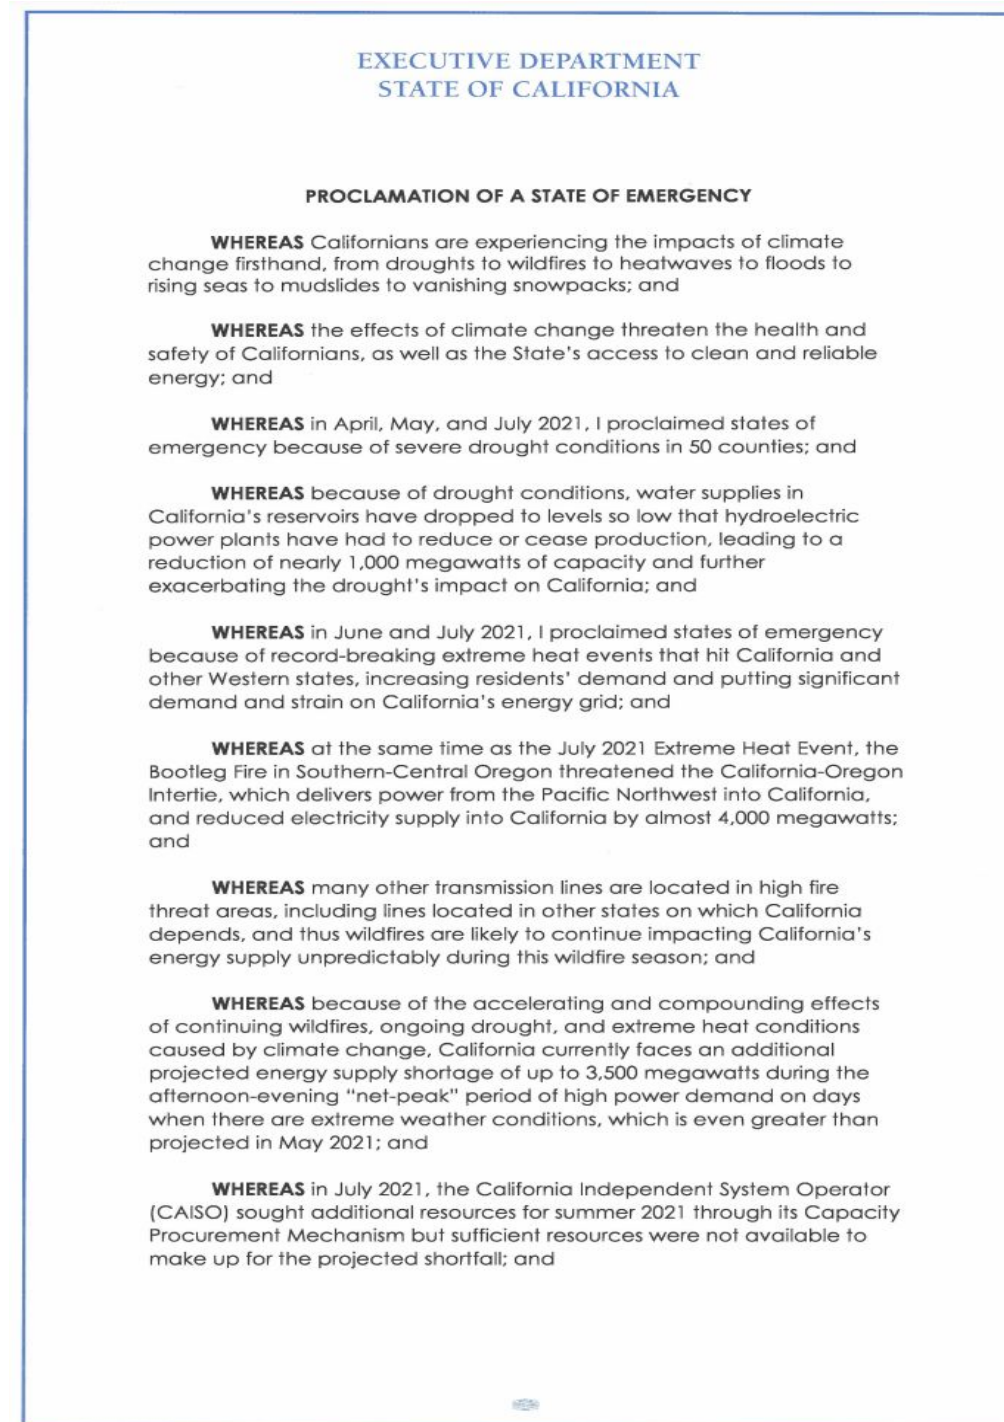 EXECUTIVE DEPARTMENT
STATE OF CALIFORNIA
PROCLAMATION OF A STATE OF EMERGENCY
WHEREAS Californians are experiencing the impacts of climate
change firsthand, from droughts to wildfires to heatwaves to floods to
rising seas to mudslides to vanishing snowpacks; and
WHEREAS the effects of climate change threaten the health and
safety of Californians, as well as the State's access to clean and reliable
energy; and
WHEREAS in April, May, and July 2021, I proclaimed states of
emergency because of severe drought conditions in 50 counties; and
WHEREAS because of drought conditions, water supplies in
California's reservoirs have dropped to levels so low that hydroelectric
power plants have had to reduce or cease production, leading to a
reduction of nearly 1,000 megawatts of capacity and further
exacerbating the drought's impact on California; and
WHEREAS in June and July 2021, I proclaimed states of emergency
because of record-breaking extreme heat events that hit California and
other Western states, increasing residents' demand and putting significant
demand and strain on California's energy grid; and
WHEREAS at the same time as the July 2021 Extreme Heat Event, the
Bootleg Fire in Southern-Central Oregon threatened the California-Oregon
Intertie, which delivers power from the Pacific Northwest into California,
and reduced electricity supply into California by almost 4,000 megawatts;
and
WHEREAS many other transmission lines are located in high fire
threat areas, including lines located in other states on which California
depends, and thus wildfires are likely to continue impacting California's
energy supply unpredictably during this wildfire season; and
WHEREAS because of the accelerating and compounding effects
of continuing wildfires, ongoing drought, and extreme heat conditions
caused by climate change, California currently faces an additional
projected energy supply shortage of up to 3,500 megawatts during the
afternoon-evening "net-peak" period of high power demand on days
when there are extreme weather conditions, which is even greater than
projected in May 2021; and
WHEREAS in July 2021, the California Independent System Operator
(CAISO) sought additional resources for summer 2021 through its Capacity
Procurement Mechanism but sufficient resources were not available to
make up for the projected shortfall; and